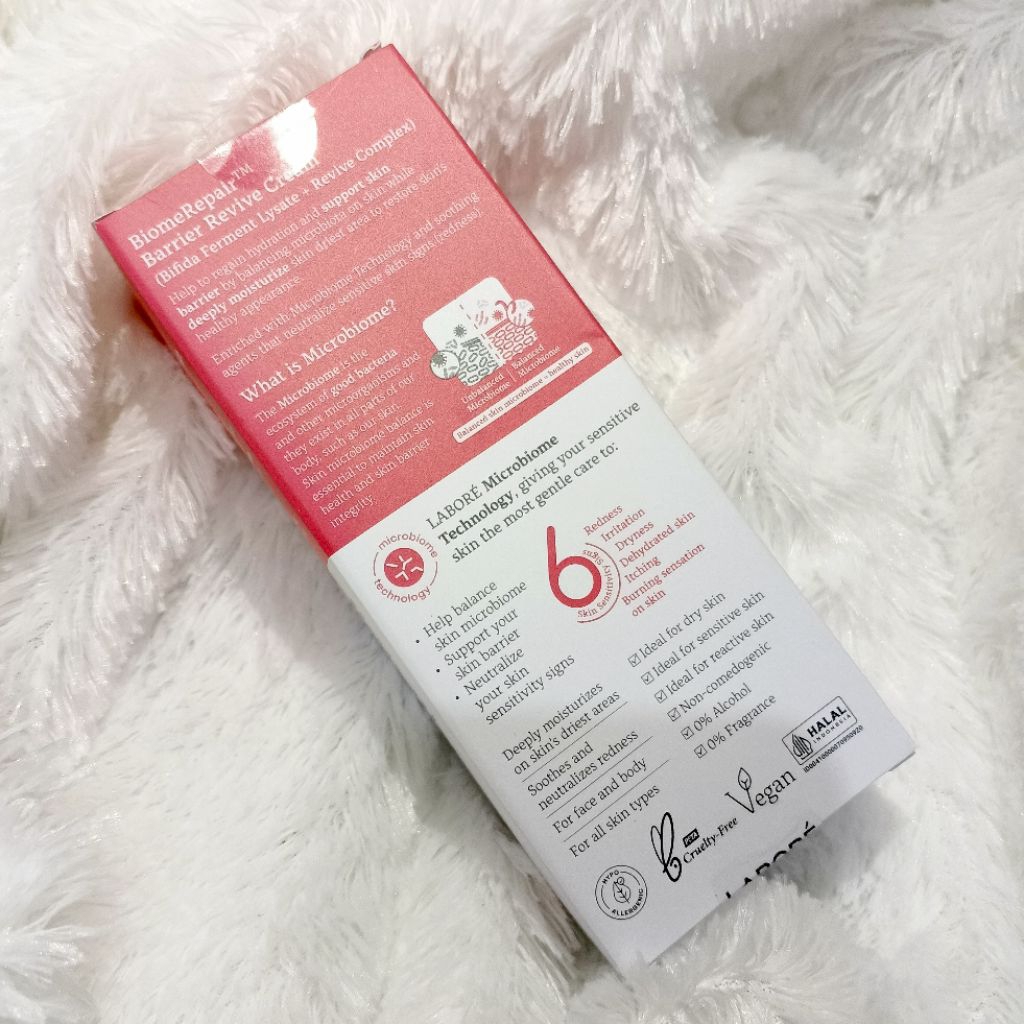 BiomeRepair™
Barrier Revive Cream
(Bifida Ferment Lysate + Revive Complex)
Help to regain hydration and support skin
barrier by balancing microbiota on skin while
deeply moisturize skin driest area to restore skin's
healthy appearance
Enriched with Microbiome Technology and soothing
agents that neutralize sensitive skin signs (redness).
What is Microbiome?
The Microbiome is the
ecosystem of good bacteria
and other microorganisms and
they exist in all parts of our
body, such as our skin.
Skin microbiome balance is
essential to maintain skin
health and skin barrier
integrity.
Unbalanced
Microbiome
Balanced
Microbiome
Balanced skin microbiome = healthy skin
microbiome
technology
LABORÉ Microbiome
Technology, giving your sensitive
skin the most gentle care to:
• Help balance
skin microbiome
• Support your
skin barrier
• Neutralize
your skin
sensitivity signs
6
Skin Sensitivity Signs
Redness
Irritation
Dryness
Dehydrated skin
Itching
Burning sensation
on skin
Deeply moisturizes
on skin's driest areas
Soothes and
neutralizes redness
For face and body
For all skin types
☑ Ideal for dry skin
☑ Ideal for sensitive skin
☑ Ideal for reactive skin
☑ Non-comedogenic
☑ 0% Alcohol
☑ 0% Fragrance
HYPO
ALLERGENIC
Cruelty-Free
Vegan
HALAL
INDONESIA
ID00410000070950920
LABORÉ